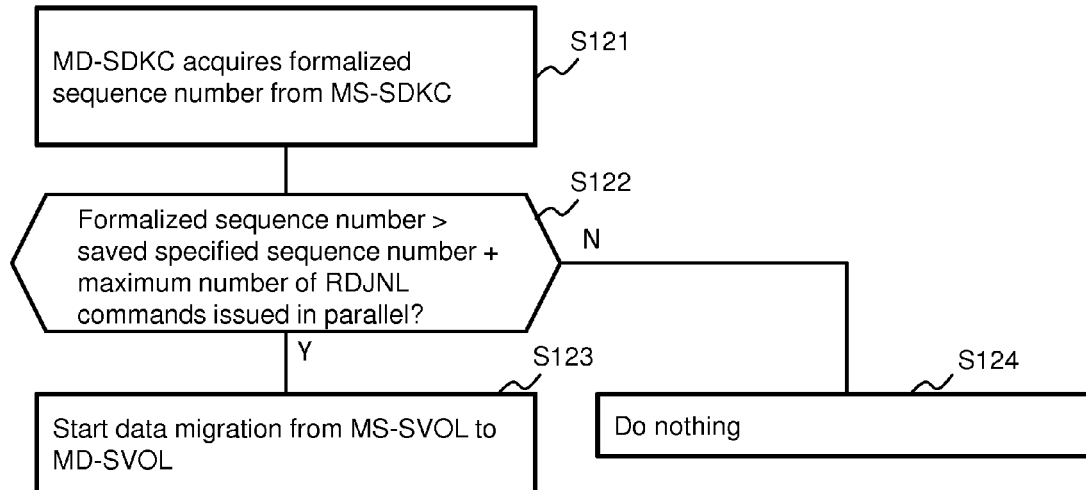 S121
MD-SDKC acquires formalized
sequence number from MS-SDKC
S122
Formalized sequence number >
saved specified sequence number +
maximum number of RDJNL
commands issued in parallel?
N
Y
S123
Start data migration from MS-SVOL to
MD-SVOL
S124
Do nothing